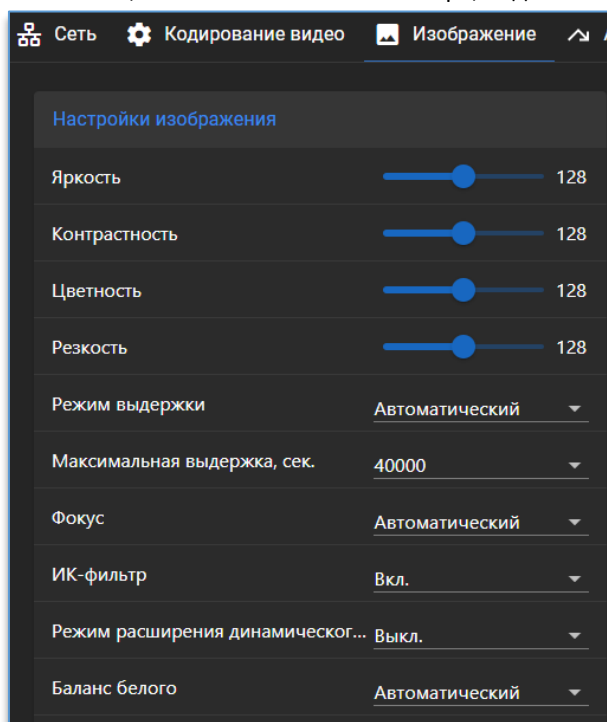 Сеть Кодирование видео Изображение
Настройки изображения
Яркость 128
Контрастность 128
Цветность 128
Резкость 128
Режим выдержки Автоматический
Максимальная выдержка, сек. 40000
Фокус Автоматический
ИК-фильтр Вкл.
Режим расширения динамическог... Выкл.
Баланс белого Автоматический